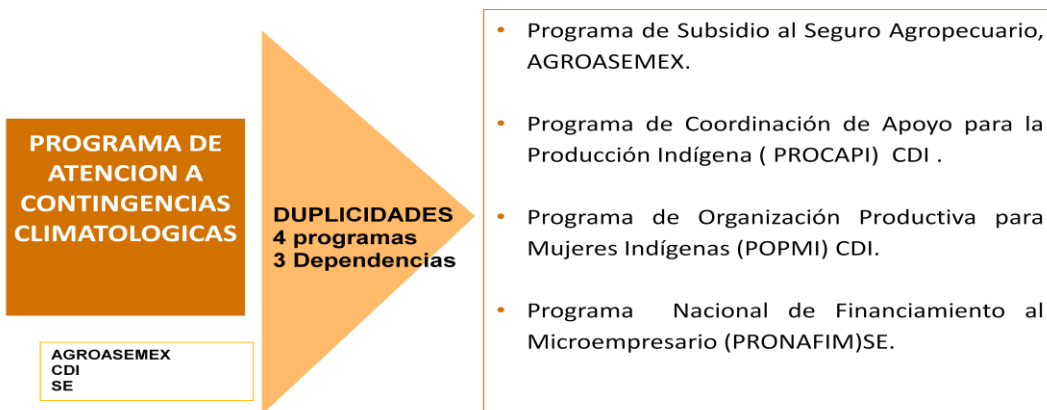 PROGRAMA DE
ATENCION A
CONTINGENCIAS
CLIMATOLOGICAS
AGROASEMEX
CDI
SE
DUPLICIDADES
4 programas
3 Dependencias
• Programa de Subsidio al Seguro Agropecuario,
AGROASEMEX.
• Programa de Coordinación de Apoyo para la
Producción Indígena ( PROCAPI) CDI .
• Programa de Organización Productiva para
Mujeres Indígenas (POPMI) CDI.
• Programa Nacional de Financiamiento al
Microempresario (PRONAFIM)SE.